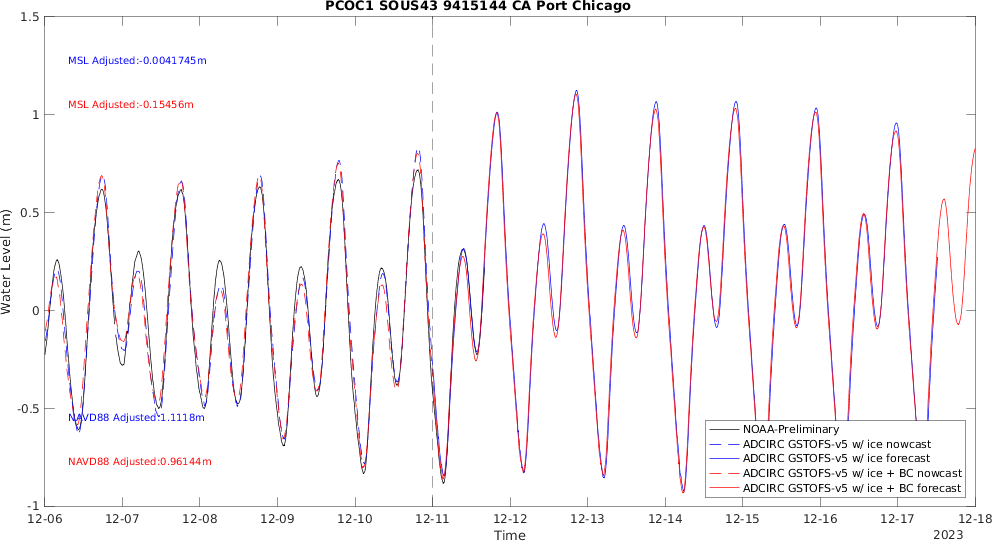 PCOC1 SOUS43 9415144 CA Port Chicago
1.5
MSL Adjusted:-0.0041745m
MSL Adjusted:-0.15456m
1
0.5
Water Level (m)
0
-0.5
NAVD88 Adjusted:1.1118m
NAVD88 Adjusted:0.96144m
NOAA-Preliminary
ADCIRC GSTOFS-v5 w/ ice nowcast
ADCIRC GSTOFS-v5 w/ ice forecast
ADCIRC GSTOFS-v5 w/ ice + BC nowcast
ADCIRC GSTOFS-v5 w/ ice + BC forecast
-1
12-06 12-07 12-08 12-09 12-10 12-11 12-12 12-13 12-14 12-15 12-16 12-17 12-18
Time
2023